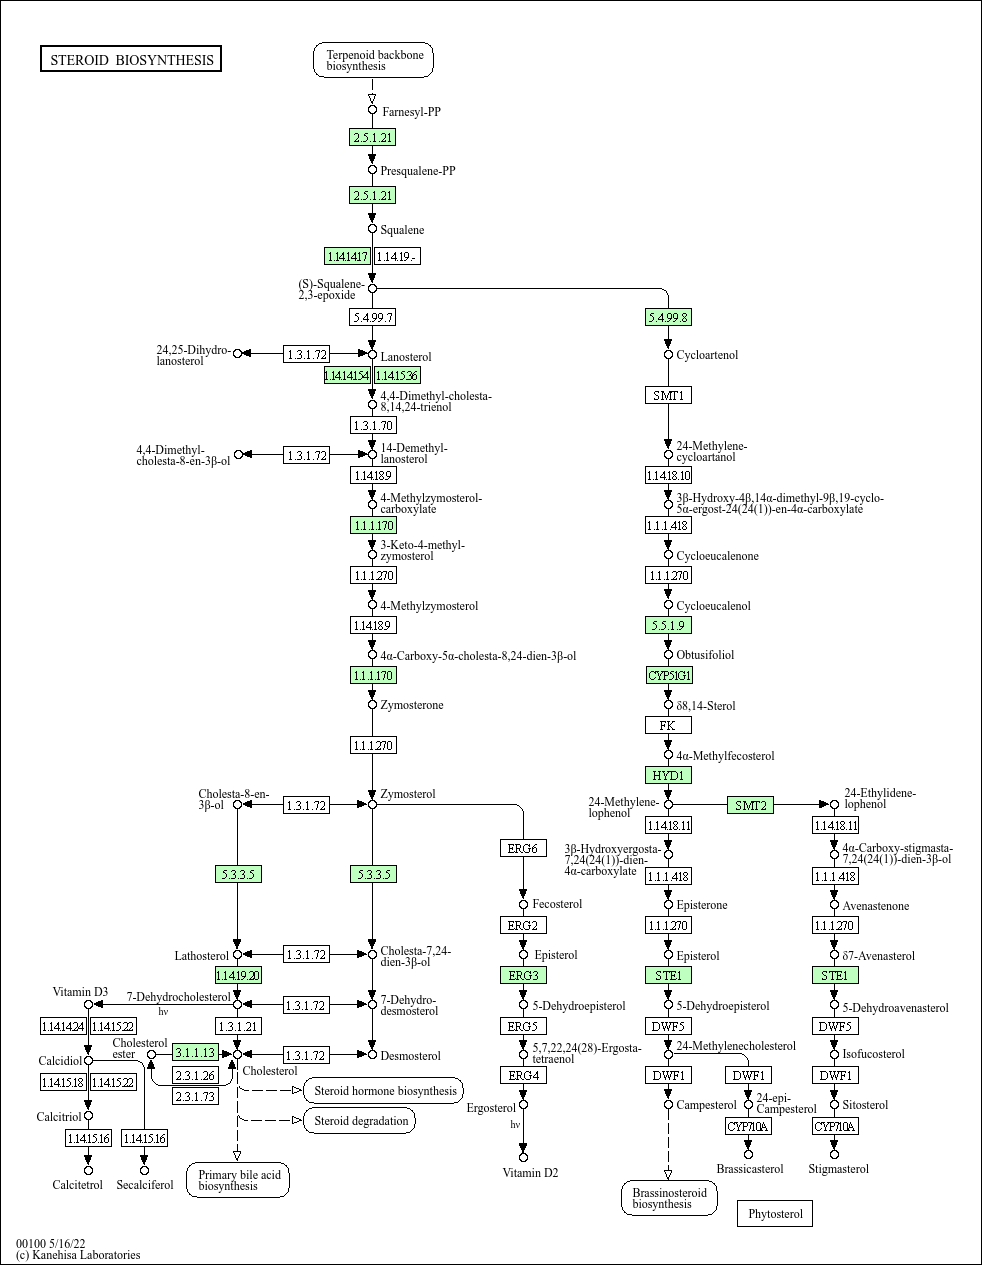 STEROID BIOSYNTHESIS
Terpenoid backbone
biosynthesis
Farnesyl-PP
2.5.1.21
Presqualene-PP
2.5.1.21
Squalene
1.14.14.17 1.14.19.-
(S)-Squalene-
2,3-epoxide
5.4.99.7
5.4.99.8
24,25-Dihydro-
lanosterol
1.3.1.72
Lanosterol
Cycloartenol
1.14.14.154 1.14.15.36
4,4-Dimethyl-cholesta-
8,14,24-trienol
SMT1
1.3.1.70
4,4-Dimethyl-
cholesta-8-en-3β-ol
1.3.1.72
14-Demethyl-
lanosterol
24-Methylene-
cycloartanol
1.14.18.9
1.14.18.10
4-Methylzymosterol-
carboxylate
3β-Hydroxy-4β,14α-dimethyl-9β,19-cyclo-
5α-ergost-24(24(1))-en-4α-carboxylate
1.1.1.170
1.1.1.418
3-Keto-4-methyl-
zymosterol
Cycloeucalenone
1.1.1.270
1.1.1.270
4-Methylzymosterol
Cycloeucalenol
1.14.18.9
5.5.1.9
4α-Carboxy-5α-cholesta-8,24-dien-3β-ol
Obtusifoliol
1.1.1.170
CYP51G1
Zymosterone
δ8,14-Sterol
FK
1.1.1.270
4α-Methylfecosterol
HYD1
Cholesta-8-en-
3β-ol
1.3.1.72
Zymosterol
24-Methylene-
lophenol
SMT2
24-Ethylidene-
lophenol
1.14.18.11
1.14.18.11
ERG6
3β-Hydroxyergosta-
7,24(24(1))-dien-
4α-carboxylate
4α-Carboxy-stigmasta-
7,24(24(1))-dien-3β-ol
5.3.3.5
5.3.3.5
1.1.1.418
1.1.1.418
Fecosterol
Episterone
Avenastenone
ERG2
1.1.1.270
1.1.1.270
Lathosterol
1.3.1.72
Cholesta-7,24-
dien-3β-ol
Episterol
Episterol
δ7-Avenasterol
1.14.19.20
ERG3
STE1
STE1
Vitamin D3
7-Dehydrocholesterol
hν
1.3.1.72
7-Dehydro-
desmosterol
5-Dehydroepisterol
5-Dehydroepisterol
5-Dehydroavenasterol
1.14.14.24 1.14.15.22
1.3.1.21
ERG5
DWF5
DWF5
Calcidiol
Cholesterol
ester
3.1.1.13
1.3.1.72
Desmosterol
5,7,22,24(28)-Ergosta-
tetraenol
24-Methylenecholesterol
Isofucosterol
Cholesterol
2.3.1.26
2.3.1.73
1.14.15.18 1.14.15.22
ERG4
DWF1
DWF1
DWF1
Steroid hormone biosynthesis
Calcitriol
Ergosterol
Campesterol
24-epi-
Campesterol
Sitosterol
Steroid degradation
hν
CYP710A
CYP710A
1.14.15.16
1.14.15.16
Calcitetrol
Secalciferol
Primary bile acid
biosynthesis
Vitamin D2
Brassicasterol
Stigmasterol
Brassinosteroid
biosynthesis
Phytosterol
00100 5/16/22
(c) Kanehisa Laboratories